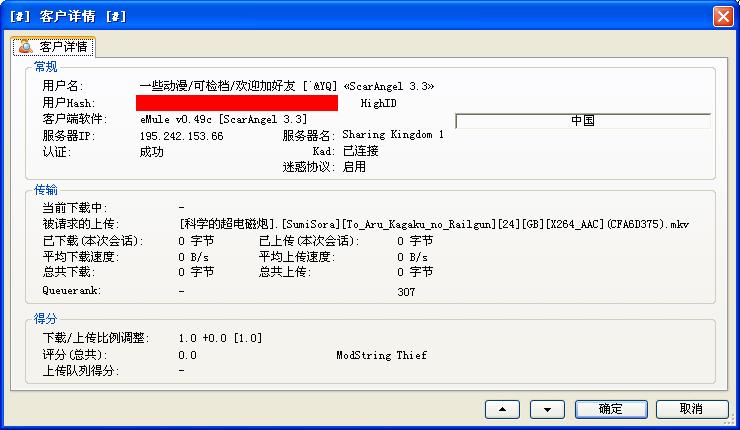 [#] 客户详情 [#]
客户详情
常规
用户名: 一些动漫/可检档/欢迎加好友 [`&YQ] «ScarAngel 3.3»
用户Hash: HighID
客户端软件: eMule v0.49c [ScarAngel 3.3] 中国
服务器IP: 195.242.153.66 服务器名: Sharing Kingdom 1
认证: 成功 Kad: 已连接
迷惑协议: 启用
传输
当前下载中: -
被请求的上传: [科学的超电磁炮].[SumiSora][To_Aru_Kagaku_no_Railgun][24][GB][X264_AAC](CFA6D375).mkv
已下载(本次会话): 0 字节 已上传(本次会话): 0 字节
平均下载速度: 0 B/s 平均上传速度: 0 B/s
总共下载: 0 字节 总共上传: 0 字节
Queuerank: - 307
得分
下载/上传比例调整: 1.0 +0.0 [1.0]
评分(总共): 0.0 ModString Thief
上传队列得分: -
确定 取消